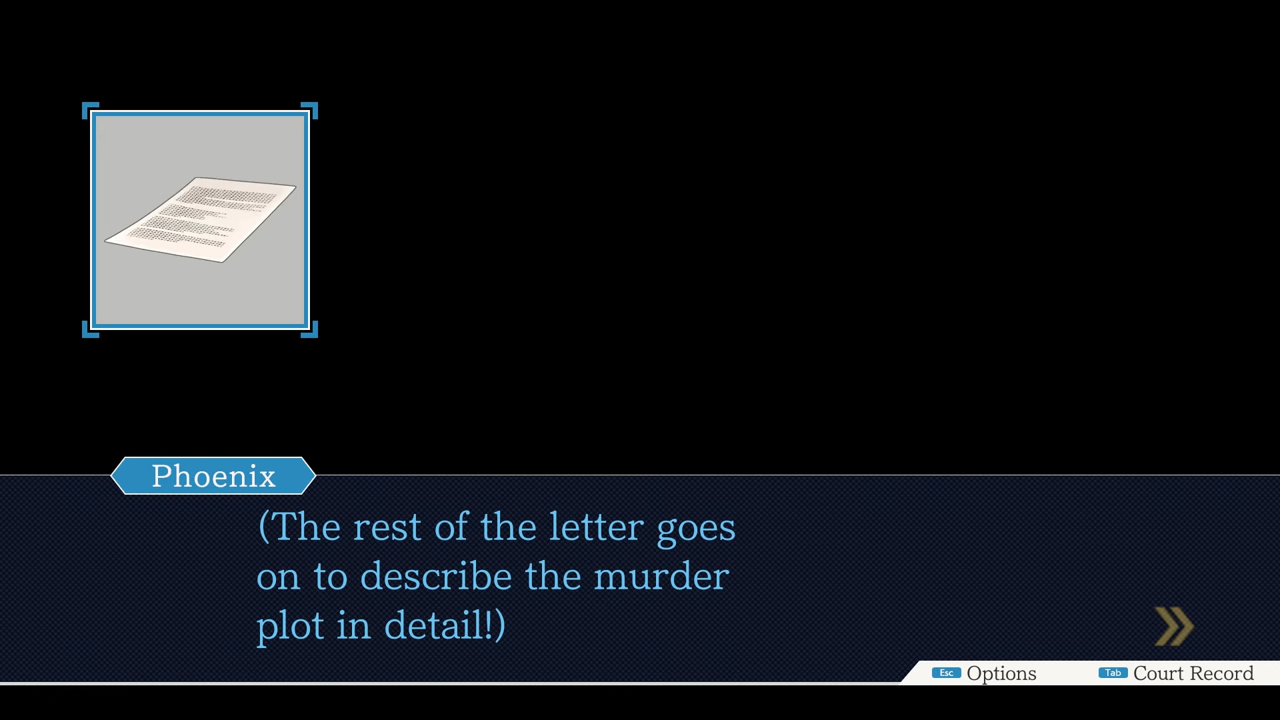 Phoenix
(The rest of the letter goes
on to describe the murder
plot in detail!)
Esc Options Tab Court Record